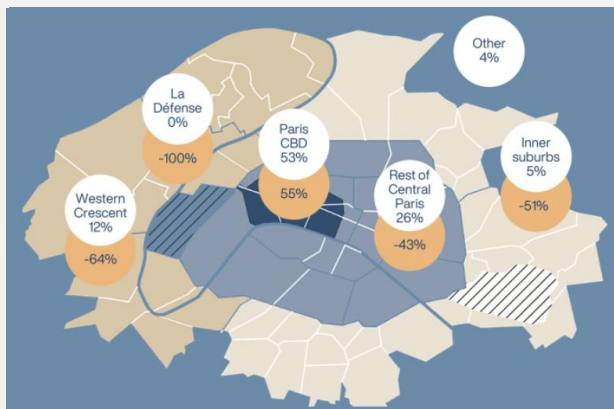 Other
4%
La
Défense
0%
-100%
Paris
CBD
53%
55%
Inner
suburbs
5%
-51%
Western
Crescent
12%
-64%
Rest of
Central
Paris
26%
-43%